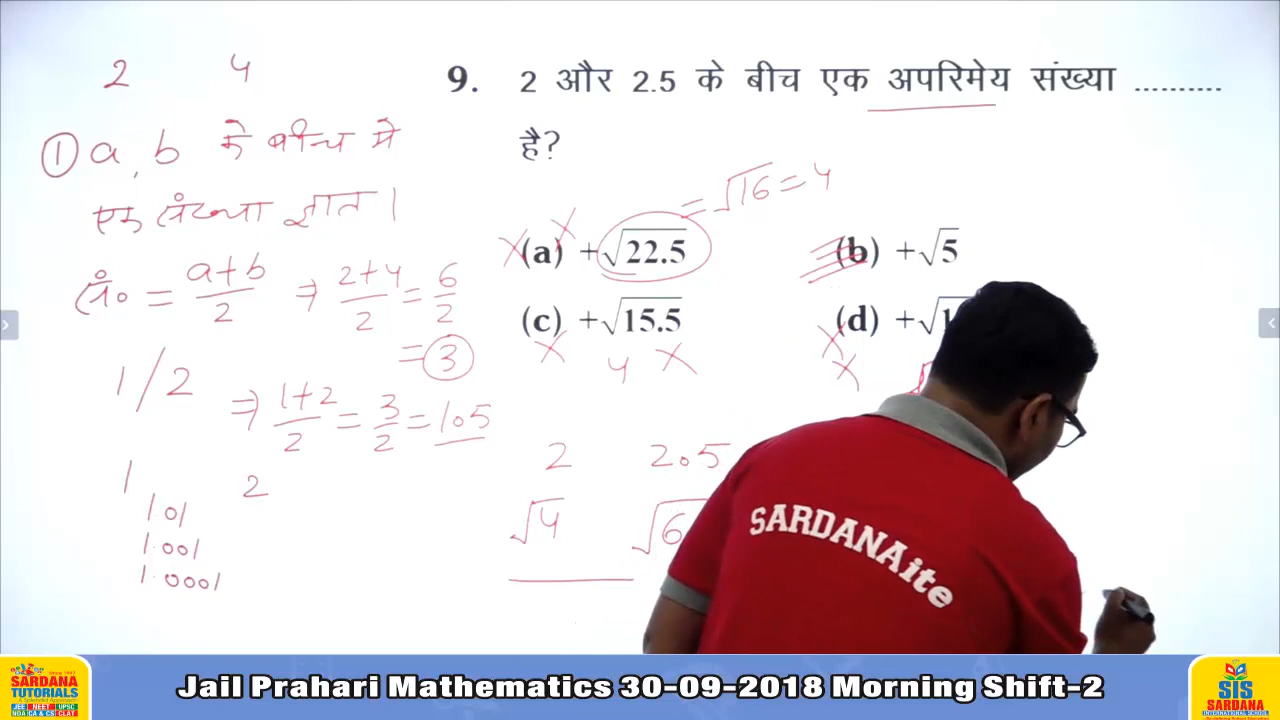 2 4
① a, b के बीच मे
एक संख्या ज्ञात।
सं० = a+b/2 ⇒ 2+4/2 = 6/2
= 3
1/2 ⇒ 1+2/2 = 3/2 = 1.5
1 2
1.01
1.001
1.0001
9. 2 और 2.5 के बीच एक अपरिमेय संख्या ..........
है?
= √16 = 4
(a) +√22.5 (b) +√5
(c) +√15.5 (d) +√1
4
2 2.5
√4 √6
SARDANAite
Jail Prahari Mathematics 30-09-2018 Morning Shift-2
SARDANA
TUTORIALS
JEE NEET UPSC
NDA CA & CS CLAT
SIS
SARDANA
INTERNATIONAL SCHOOL